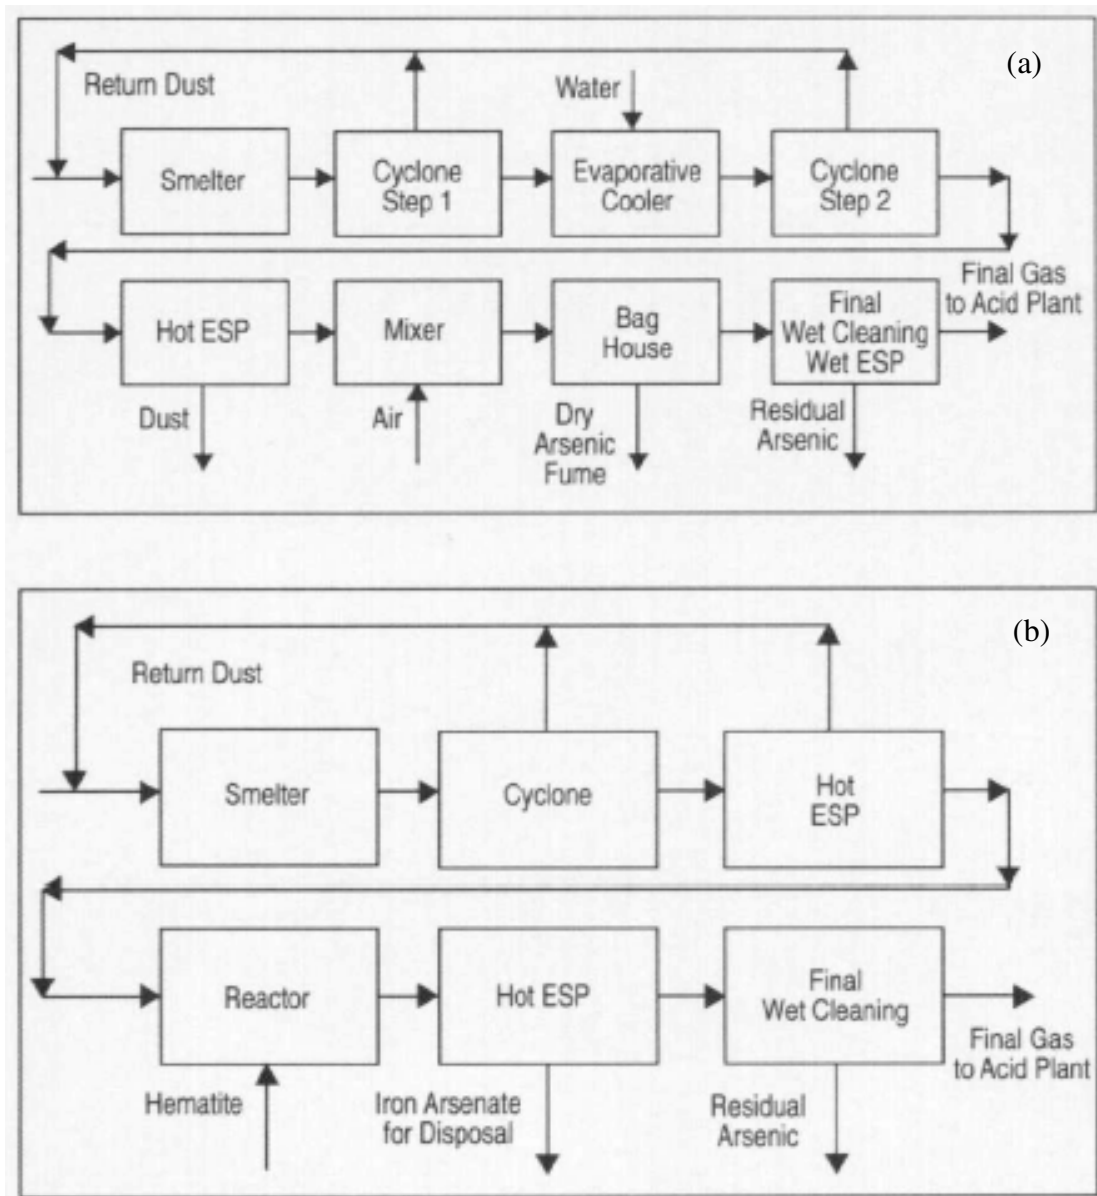 (a)
Return Dust
Water
Smelter
Cyclone
Step 1
Evaporative
Cooler
Cyclone
Step 2
Final Gas
to Acid Plant
Hot ESP
Mixer
Bag
House
Final
Wet Cleaning
Wet ESP
Dust
Air
Dry
Arsenic
Fume
Residual
Arsenic
(b)
Return Dust
Smelter
Cyclone
Hot
ESP
Reactor
Hot ESP
Final
Wet Cleaning
Final Gas
to Acid Plant
Hematite
Iron Arsenate
for Disposal
Residual
Arsenic